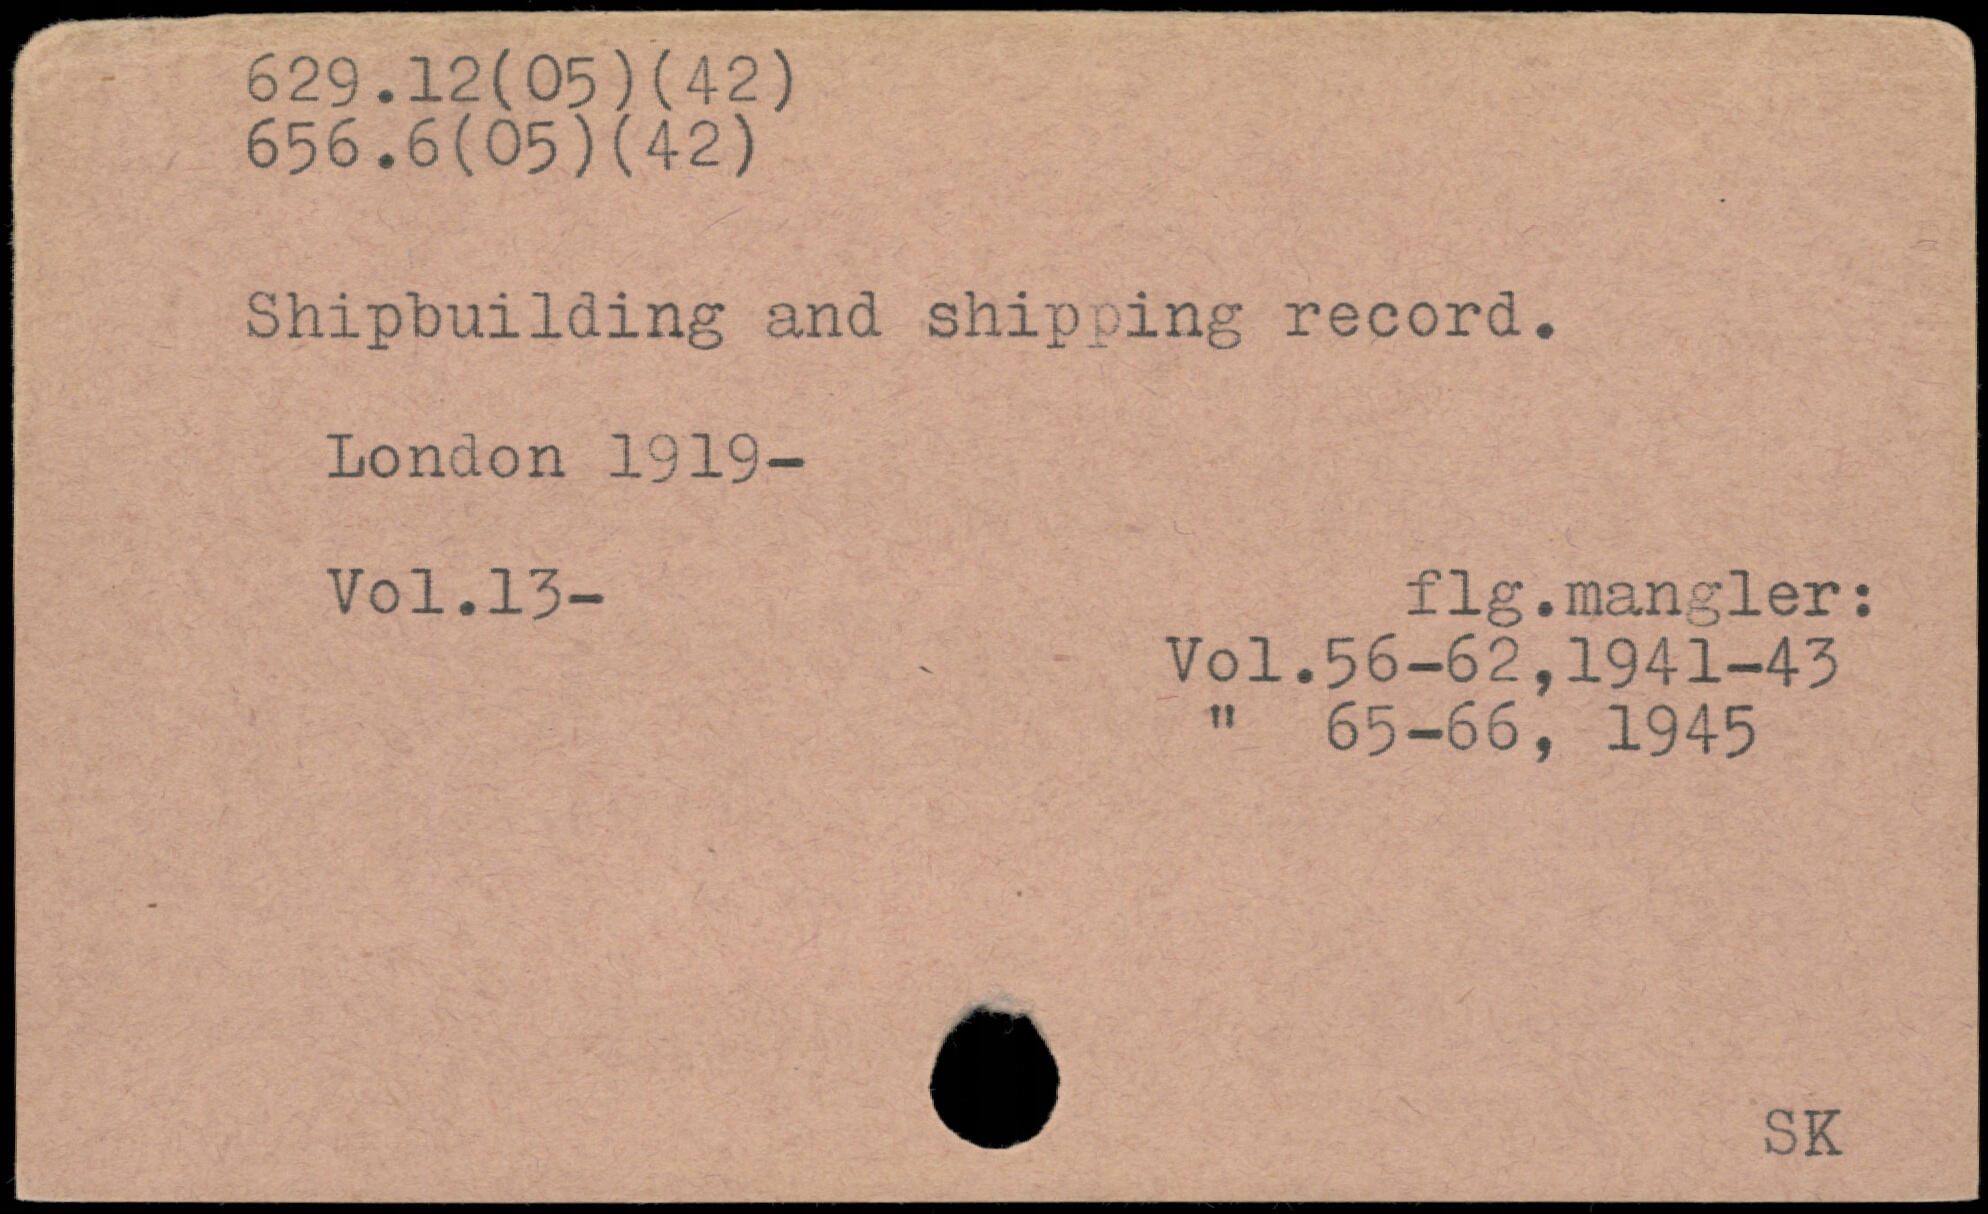 629.12(05)(42)
656.6(05)(42)
Shipbuilding and shipping record.
London 1919-
Vol.13-
flg.mangler:
Vol.56-62,1941-43
" 65-66, 1945
SK